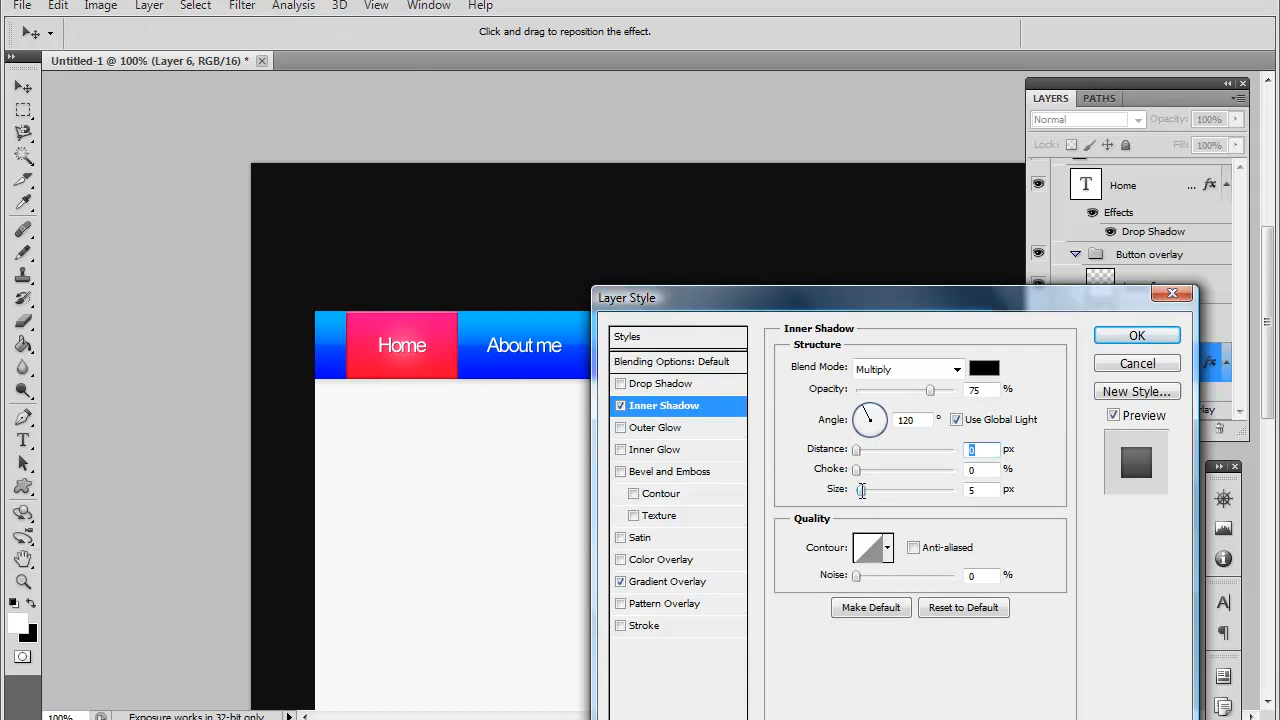 File Edit Image Layer Select Filter Analysis 3D View Window Help
Click and drag to reposition the effect.
Untitled-1 @ 100% (Layer 6, RGB/16) *
LAYERS PATHS
Normal Opacity: 100%
Lock: Fill: 100%
T Home ... fx
Effects
Drop Shadow
Button overlay
Home About me
Layer Style
Styles
Blending Options: Default
Drop Shadow
Inner Shadow
Outer Glow
Inner Glow
Bevel and Emboss
Contour
Texture
Satin
Color Overlay
Gradient Overlay
Pattern Overlay
Stroke
Inner Shadow
Structure
Blend Mode: Multiply
Opacity: 75 %
Angle: 120 ° Use Global Light
Distance: 0 px
Choke: 0 %
Size: 5 px
Quality
Contour: Anti-aliased
Noise: 0 %
Make Default Reset to Default
OK
Cancel
New Style...
Preview
fx
100% Exposure works in 32-bit only